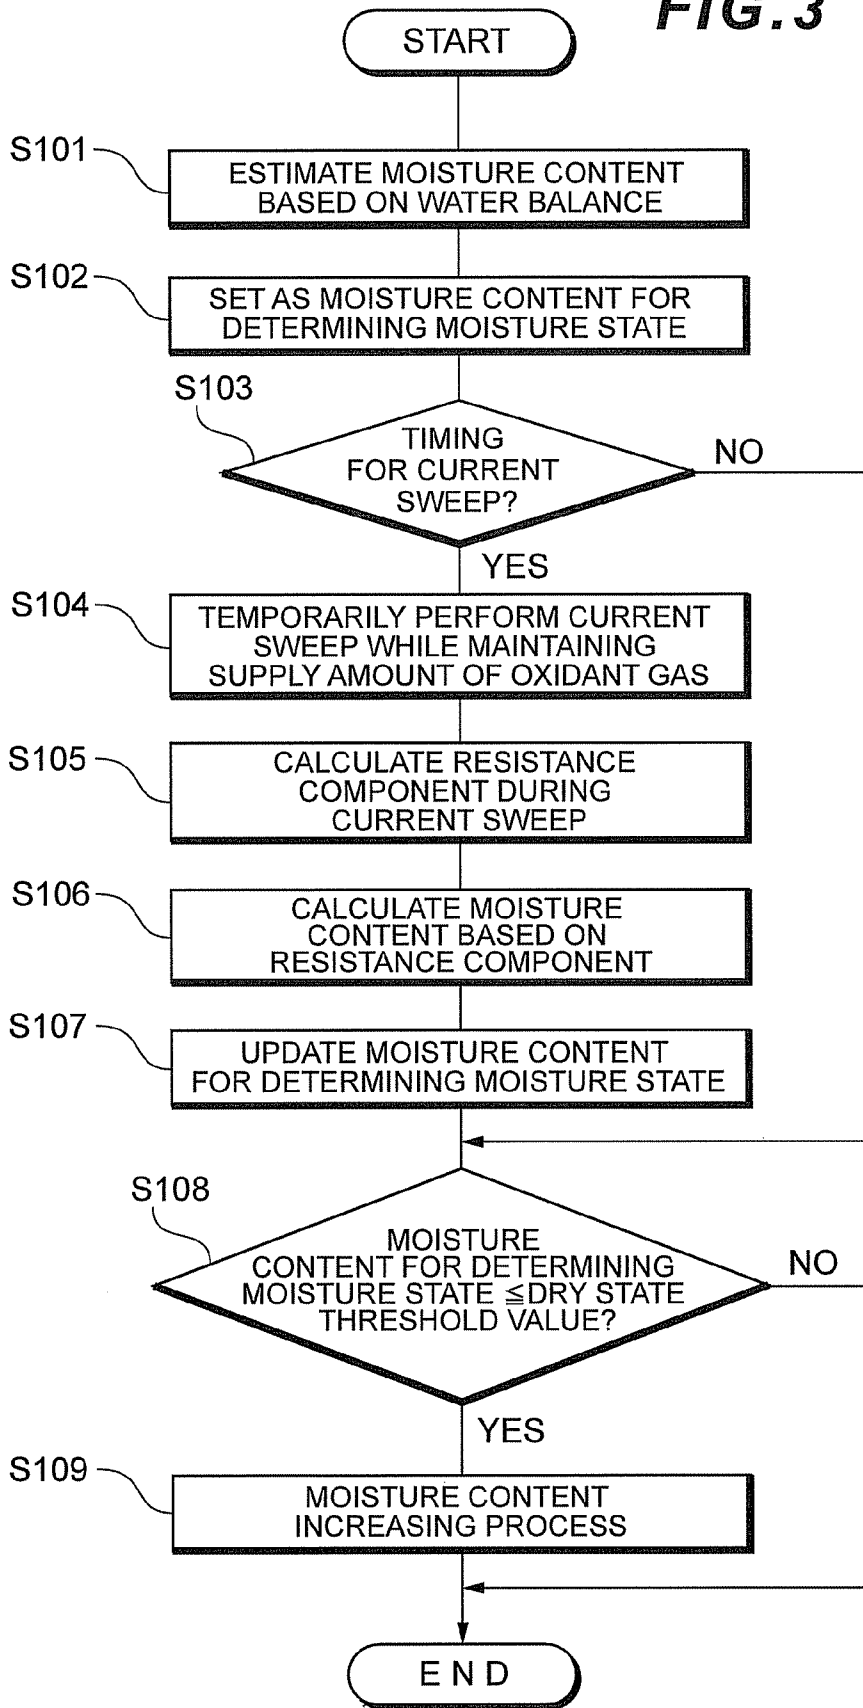 FIG.3
START
S101
ESTIMATE MOISTURE CONTENT
BASED ON WATER BALANCE
S102
SET AS MOISTURE CONTENT FOR
DETERMINING MOISTURE STATE
S103
TIMING
FOR CURRENT
SWEEP?
NO
YES
S104
TEMPORARILY PERFORM CURRENT
SWEEP WHILE MAINTAINING
SUPPLY AMOUNT OF OXIDANT GAS
S105
CALCULATE RESISTANCE
COMPONENT DURING
CURRENT SWEEP
S106
CALCULATE MOISTURE
CONTENT BASED ON
RESISTANCE COMPONENT
S107
UPDATE MOISTURE CONTENT
FOR DETERMINING MOISTURE STATE
S108
MOISTURE
CONTENT FOR DETERMINING
MOISTURE STATE ≦DRY STATE
THRESHOLD VALUE?
NO
YES
S109
MOISTURE CONTENT
INCREASING PROCESS
END